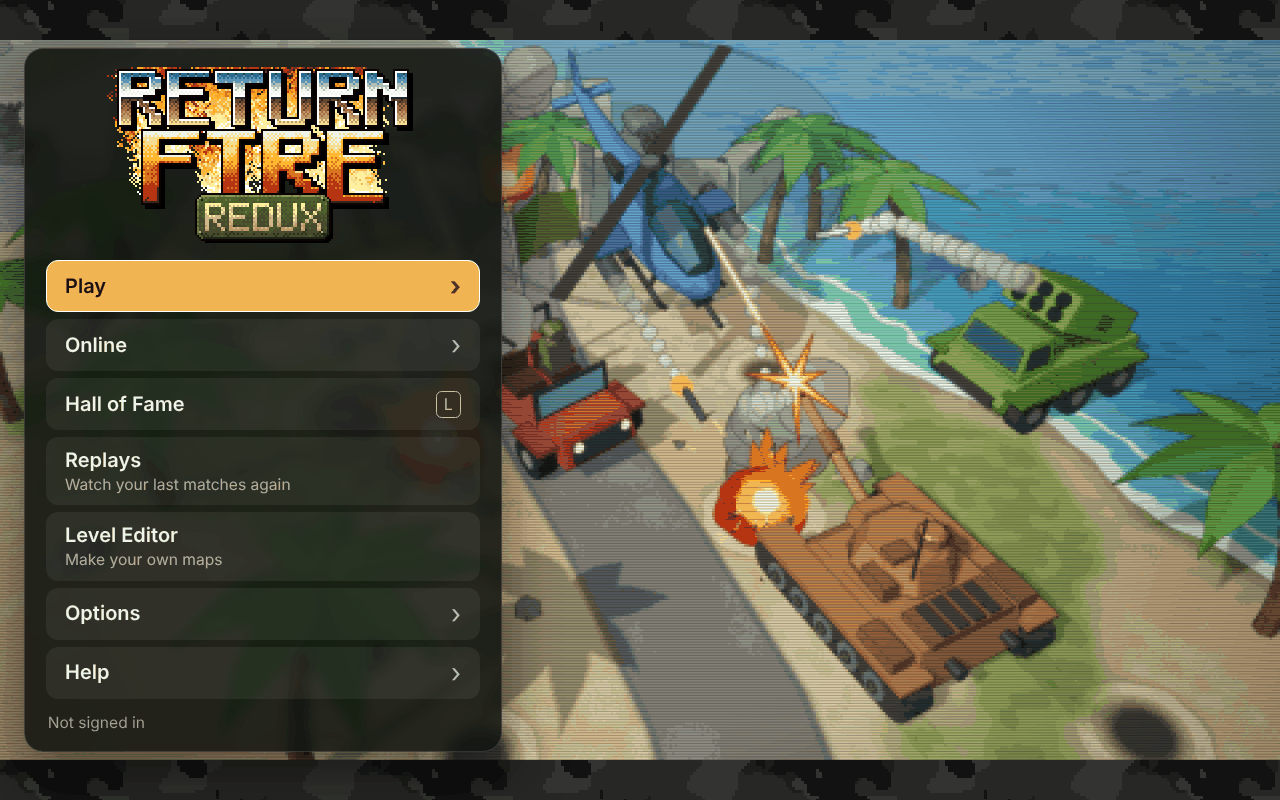 RETURN
FIRE
REDUX
Play
Online
Hall of Fame
L
Replays
Watch your last matches again
Level Editor
Make your own maps
Options
Help
Not signed in